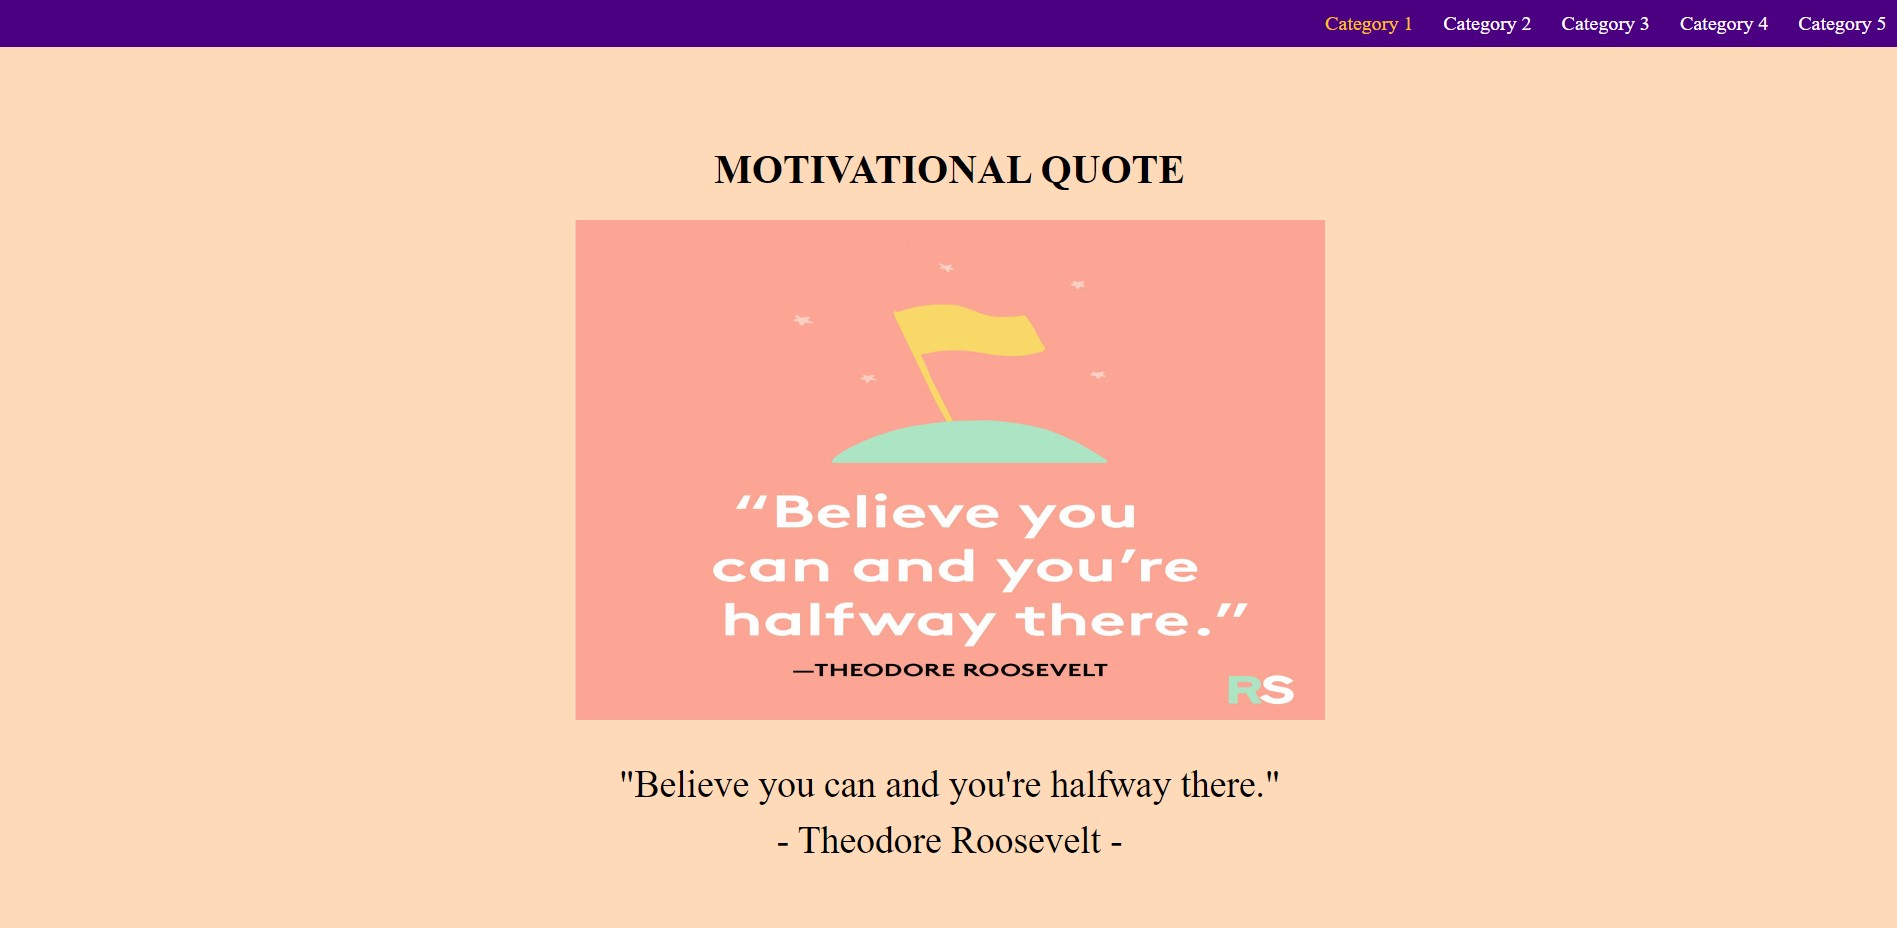 Category 1 Category 2 Category 3 Category 4 Category 5
MOTIVATIONAL QUOTE
“Believe you
can and you’re
halfway there.”
—THEODORE ROOSEVELT
RS
"Believe you can and you're halfway there."
- Theodore Roosevelt -